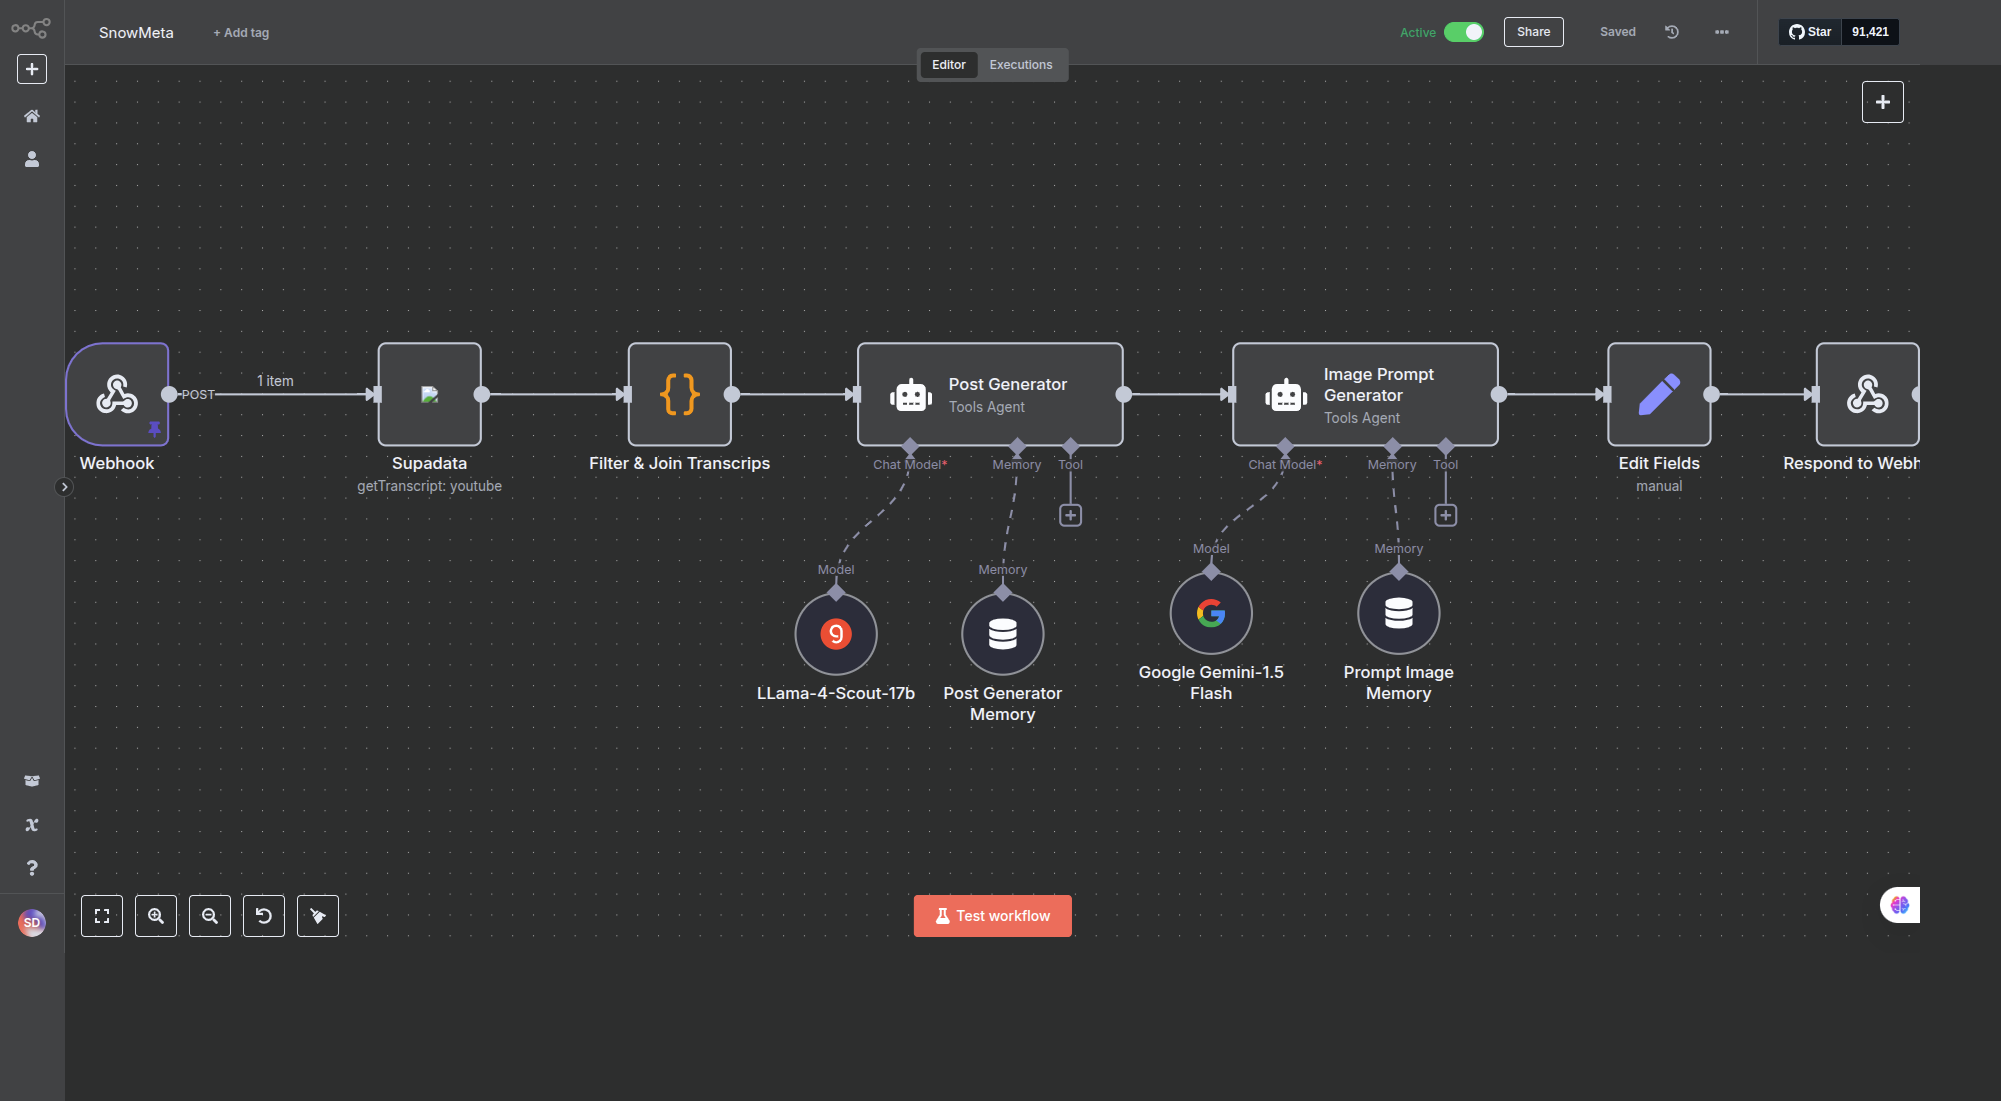 SnowMeta
+ Add tag
Active
Share
Saved
Star
91,421
Editor
Executions
POST
1 item
Post Generator
Tools Agent
Image Prompt
Generator
Tools Agent
Webhook
Supadata
getTranscript: youtube
Filter & Join Transcripts
Chat Model*
Memory
Tool
Chat Model*
Memory
Tool
Edit Fields
manual
Respond to Webh
Model
Memory
Model
Memory
9
LLama-4-Scout-17b
Post Generator
Memory
Google Gemini-1.5
Flash
Prompt Image
Memory
SD
Test workflow